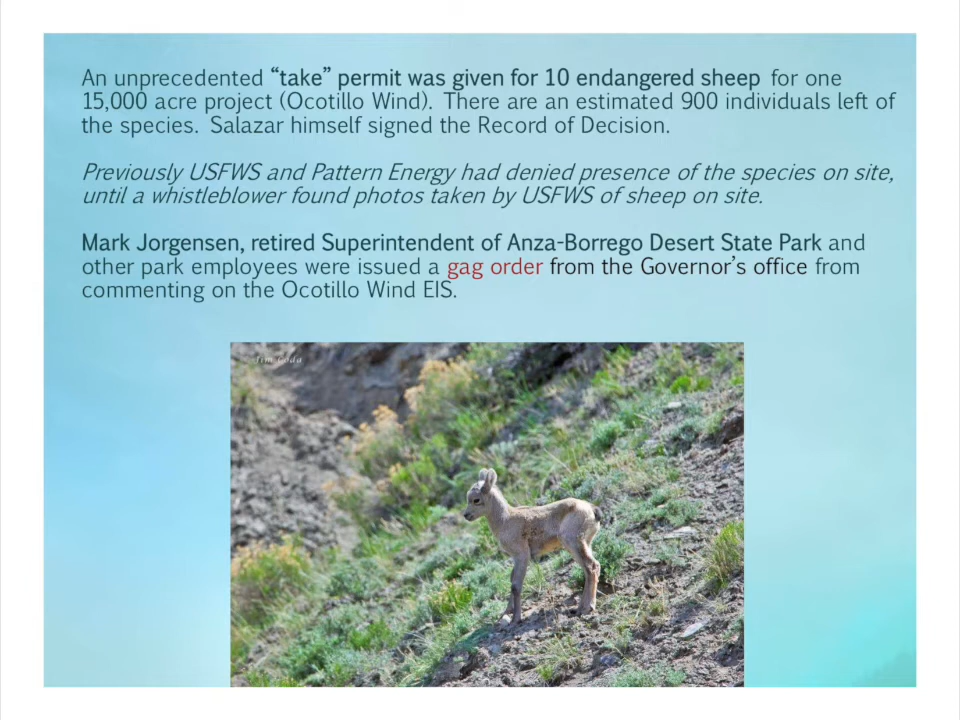 An unprecedented “take” permit was given for 10 endangered sheep for one
15,000 acre project (Ocotillo Wind). There are an estimated 900 individuals left of
the species. Salazar himself signed the Record of Decision.
Previously USFWS and Pattern Energy had denied presence of the species on site,
until a whistleblower found photos taken by USFWS of sheep on site.
Mark Jorgensen, retired Superintendent of Anza-Borrego Desert State Park and
other park employees were issued a gag order from the Governor’s office from
commenting on the Ocotillo Wind EIS.
Jim Coda